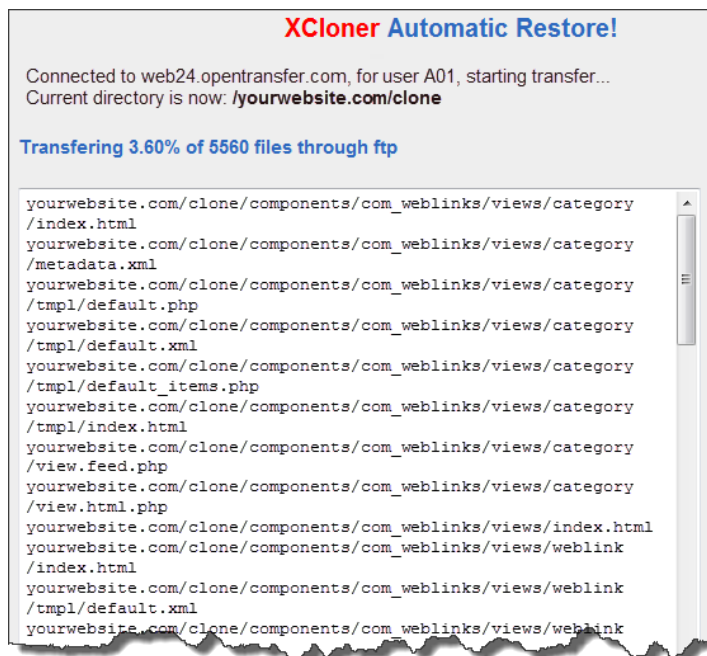 XCloner Automatic Restore!
Connected to web24.opentransfer.com, for user A01, starting transfer...
Current directory is now: /yourwebsite.com/clone
Transfering 3.60% of 5560 files through ftp
yourwebsite.com/clone/components/com_weblinks/views/category
/index.html
yourwebsite.com/clone/components/com_weblinks/views/category
/metadata.xml
yourwebsite.com/clone/components/com_weblinks/views/category
/tmpl/default.php
yourwebsite.com/clone/components/com_weblinks/views/category
/tmpl/default.xml
yourwebsite.com/clone/components/com_weblinks/views/category
/tmpl/default_items.php
yourwebsite.com/clone/components/com_weblinks/views/category
/tmpl/index.html
yourwebsite.com/clone/components/com_weblinks/views/category
/view.feed.php
yourwebsite.com/clone/components/com_weblinks/views/category
/view.html.php
yourwebsite.com/clone/components/com_weblinks/views/index.html
yourwebsite.com/clone/components/com_weblinks/views/weblink
/index.html
yourwebsite.com/clone/components/com_weblinks/views/weblink
/tmpl/default.xml
yourwebsite.com/clone/components/com_weblinks/views/weblink